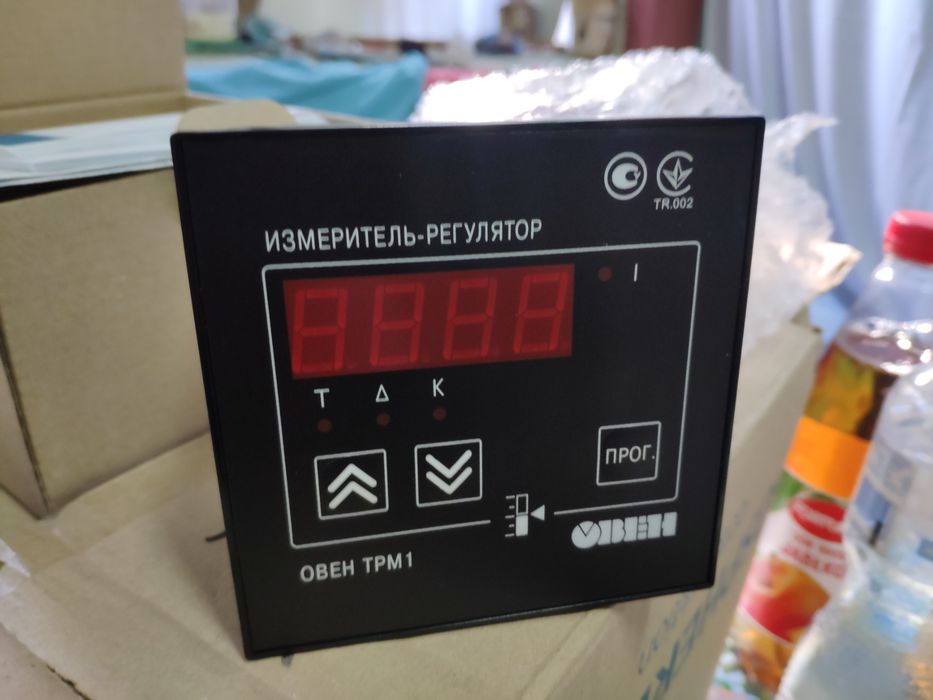 TR.002
ИЗМЕРИТЕЛЬ-РЕГУЛЯТОР
I
Т Δ К
ПРОГ.
ОВЕН
ОВЕН ТРМ1